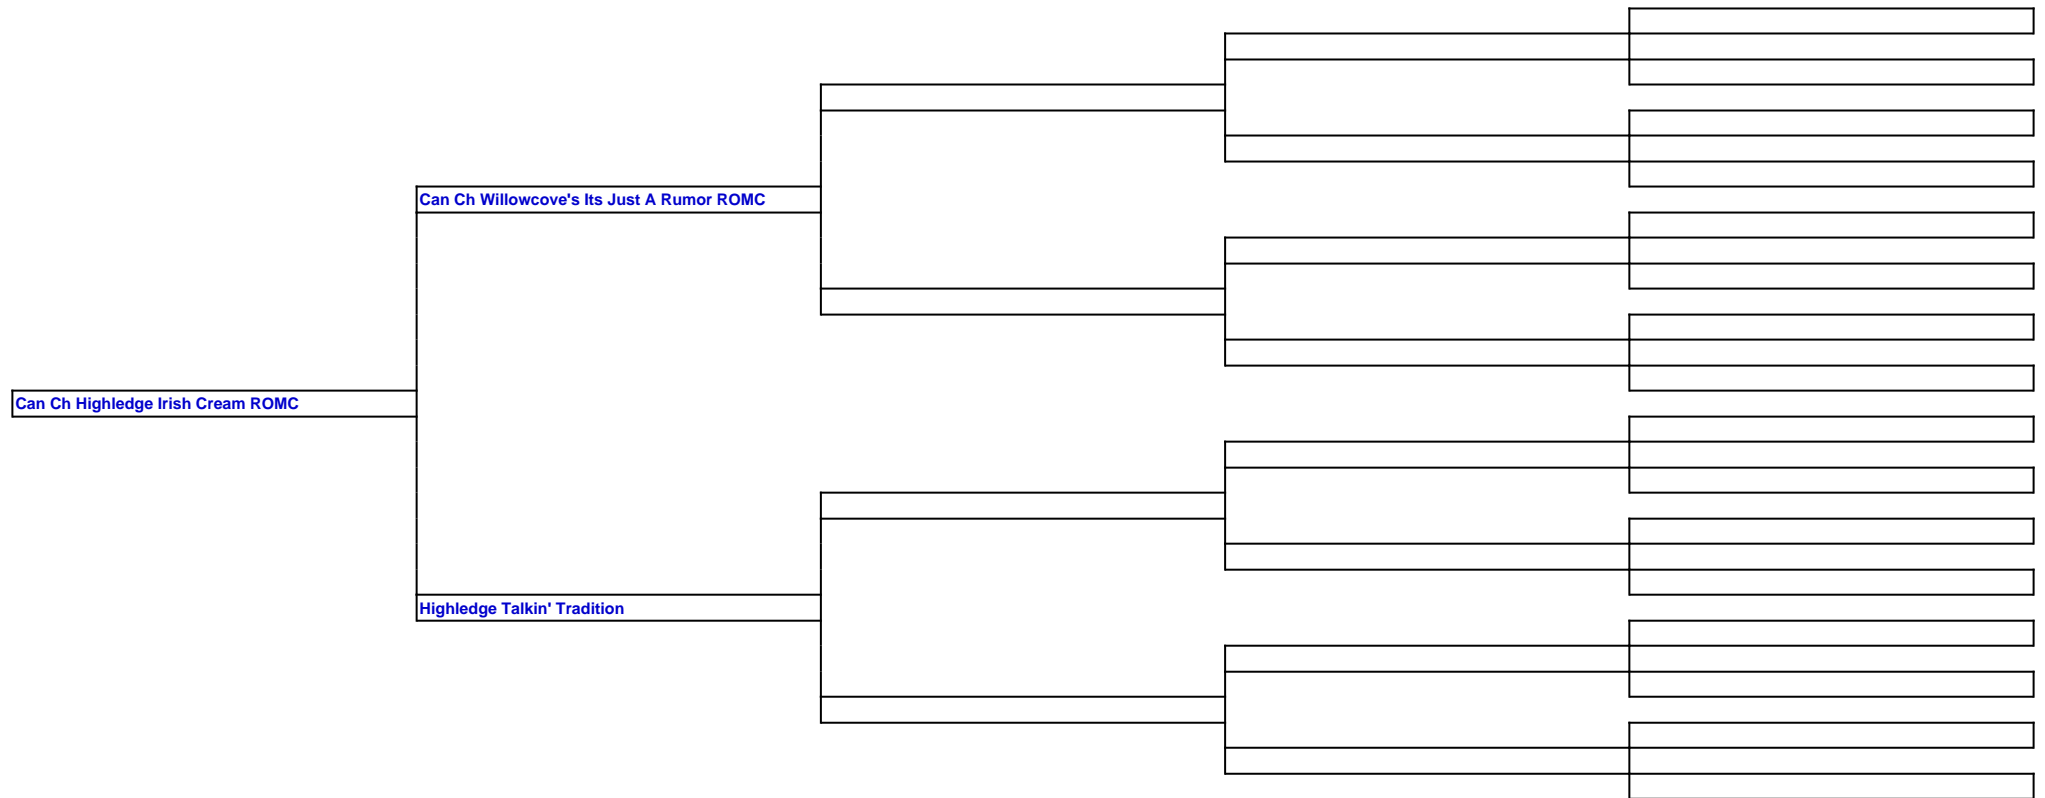 Can Ch Willowcove's Its Just A Rumor ROMC
Can Ch Highledge Irish Cream ROMC
Highledge Talkin' Tradition